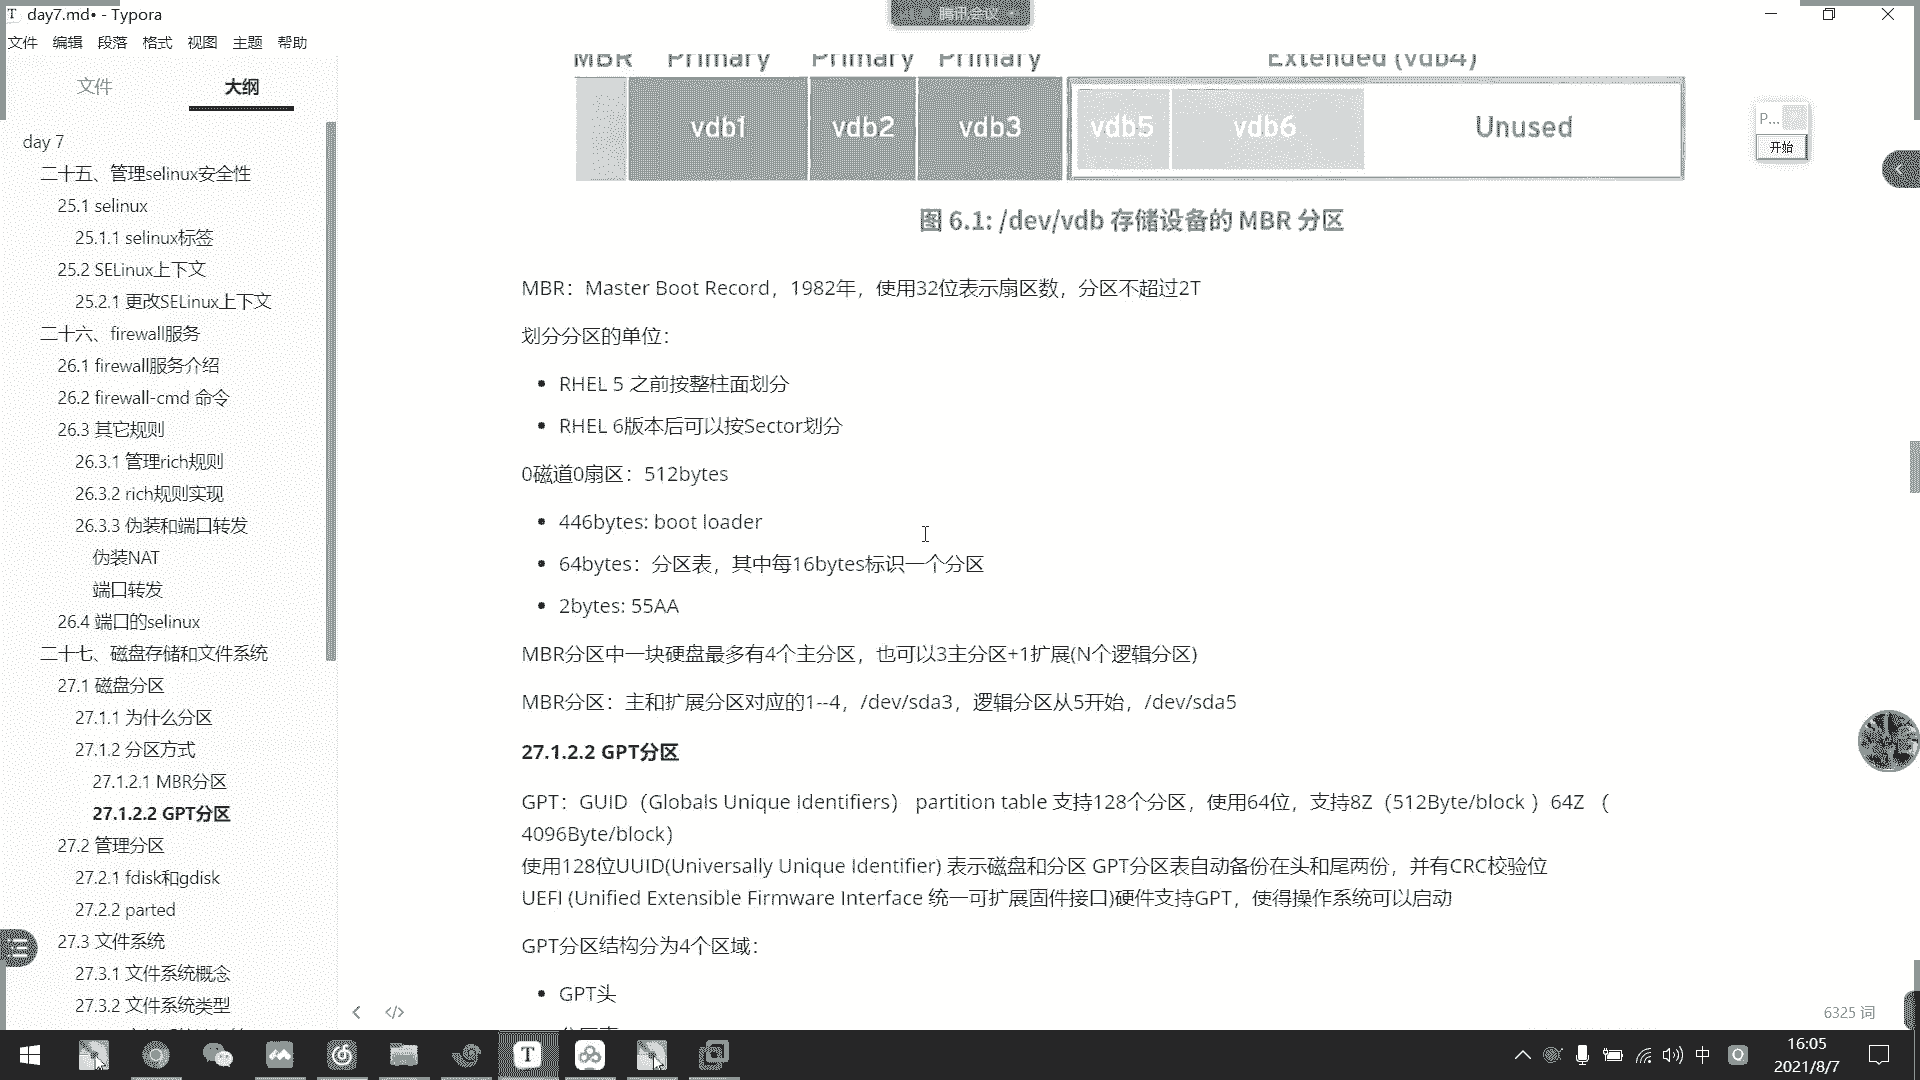 day7.md• - Typora
腾讯会议
文件 编辑 段落 格式 视图 主题 帮助
文件 大纲
day 7
二十五、管理selinux安全性
25.1 selinux
25.1.1 selinux标签
25.2 SELinux上下文
25.2.1 更改SELinux上下文
二十六、firewall服务
26.1 firewall服务介绍
26.2 firewall-cmd 命令
26.3 其它规则
26.3.1 管理rich规则
26.3.2 rich规则实现
26.3.3 伪装和端口转发
伪装NAT
端口转发
26.4 端口的selinux
二十七、磁盘存储和文件系统
27.1 磁盘分区
27.1.1 为什么分区
27.1.2 分区方式
27.1.2.1 MBR分区
27.1.2.2 GPT分区
27.2 管理分区
27.2.1 fdisk和gdisk
27.2.2 parted
27.3 文件系统
27.3.1 文件系统概念
27.3.2 文件系统类型
MBR Primary Primary Primary Extended (vdb4)
vdb1 vdb2 vdb3 vdb5 vdb6 Unused
图 6.1: /dev/vdb 存储设备的 MBR 分区
MBR：Master Boot Record，1982年，使用32位表示扇区数，分区不超过2T
划分分区的单位：
• RHEL 5 之前按整柱面划分
• RHEL 6版本后可以按Sector划分
0磁道0扇区：512bytes
• 446bytes: boot loader
• 64bytes：分区表，其中每16bytes标识一个分区
• 2bytes: 55AA
MBR分区中一块硬盘最多有4个主分区，也可以3主分区+1扩展(N个逻辑分区)
MBR分区：主和扩展分区对应的1--4，/dev/sda3，逻辑分区从5开始，/dev/sda5
27.1.2.2 GPT分区
GPT：GUID（Globals Unique Identifiers） partition table 支持128个分区，使用64位，支持8Z（512Byte/block ）64Z （
4096Byte/block）
使用128位UUID(Universally Unique Identifier) 表示磁盘和分区 GPT分区表自动备份在头和尾两份，并有CRC校验位
UEFI (Unified Extensible Firmware Interface 统一可扩展固件接口)硬件支持GPT，使得操作系统可以启动
GPT分区结构分为4个区域：
• GPT头
P...
开始
6325 词
中
16:05
2021/8/7